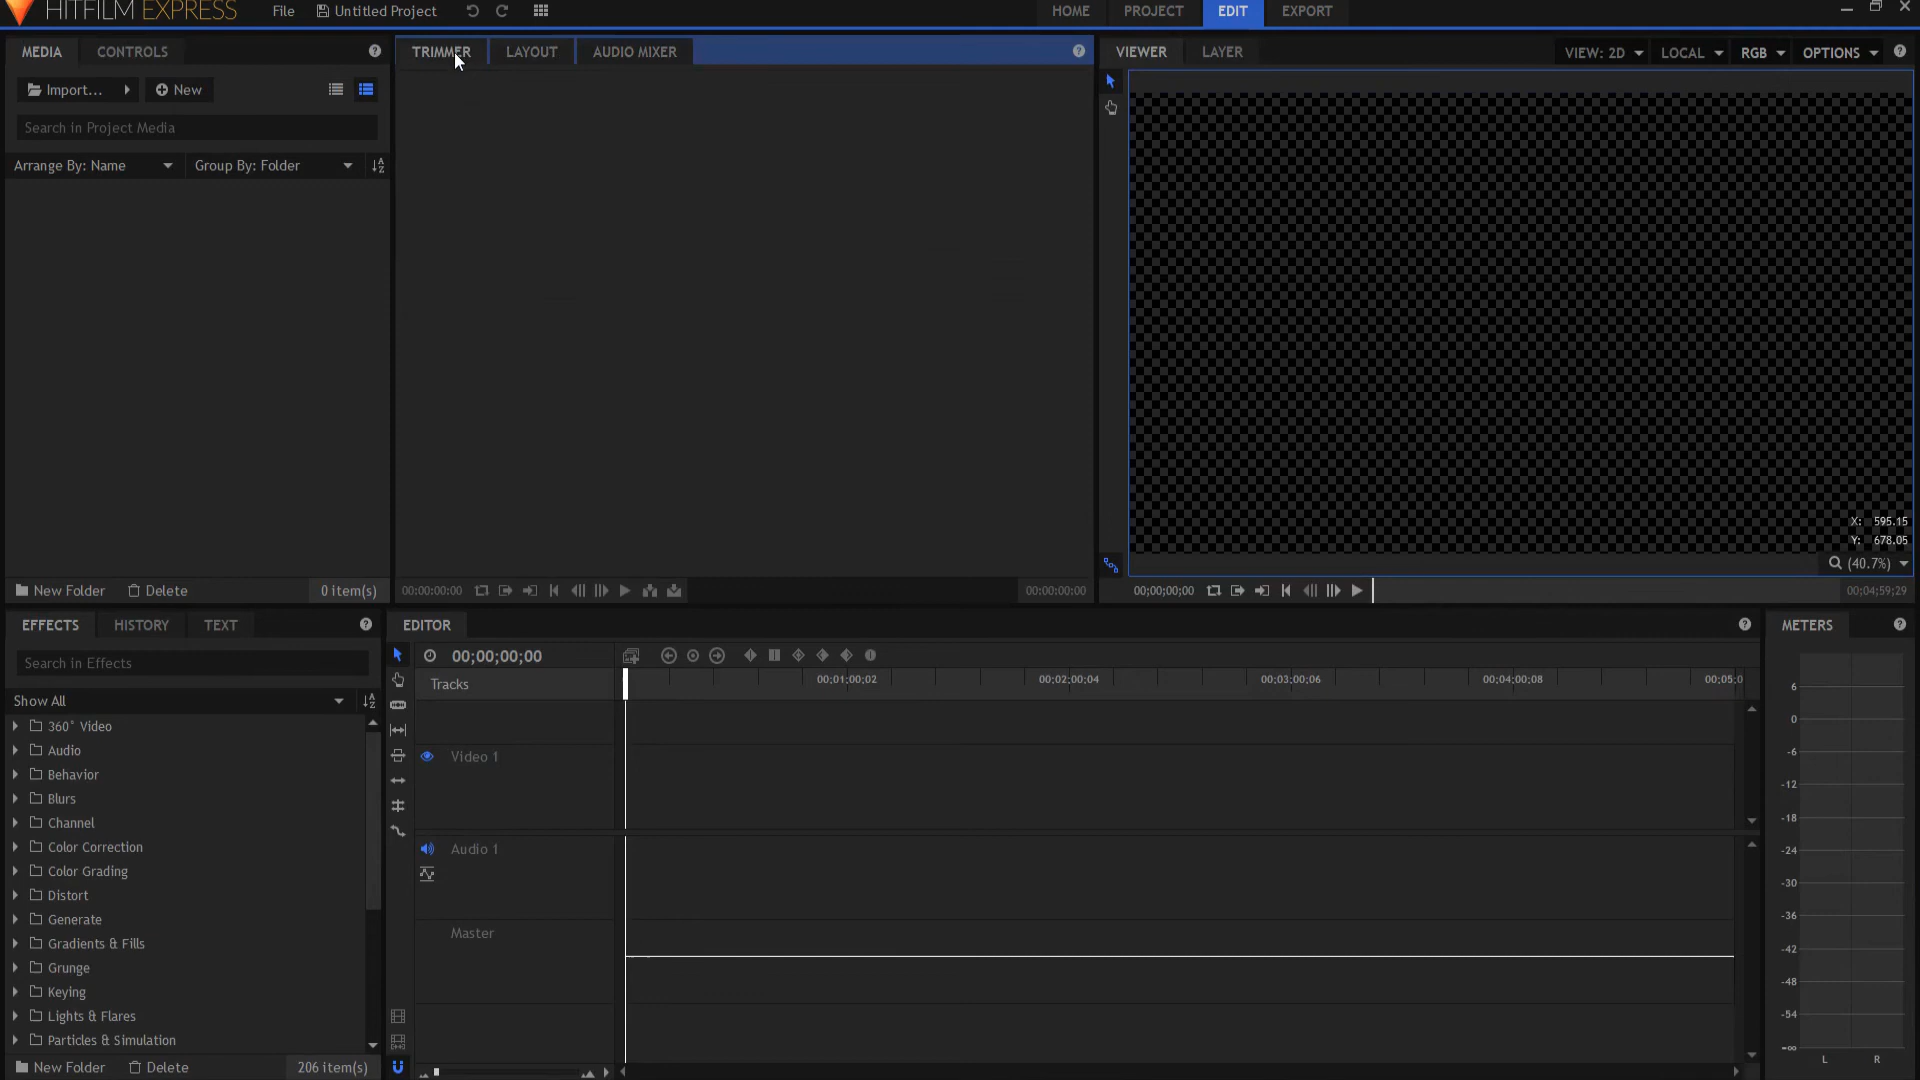 HITFILM EXPRESS File Untitled Project HOME PROJECT EDIT EXPORT
MEDIA CONTROLS
Import... New
Search in Project Media
Arrange By: Name Group By: Folder
New Folder Delete 0 item(s)
TRIMMER LAYOUT AUDIO MIXER
00:00:00:00 00:00:00:00
VIEWER LAYER VIEW: 2D LOCAL RGB OPTIONS
X: 595.15
Y: 678.05
(40.7%)
00;00;00;00 00;04;59;29
EFFECTS HISTORY TEXT
Search in Effects
Show All
360° Video
Audio
Behavior
Blurs
Channel
Color Correction
Color Grading
Distort
Generate
Gradients & Fills
Grunge
Keying
Lights & Flares
Particles & Simulation
New Folder Delete 206 item(s)
EDITOR
00;00;00;00
Tracks 00;01;00;02 00;02;00;04 00;03;00;06 00;04;00;08 00;05;0
Video 1
Audio 1
Master
METERS
6
0
-6
-12
-18
-24
-30
-36
-42
-48
-54
-∞
L R